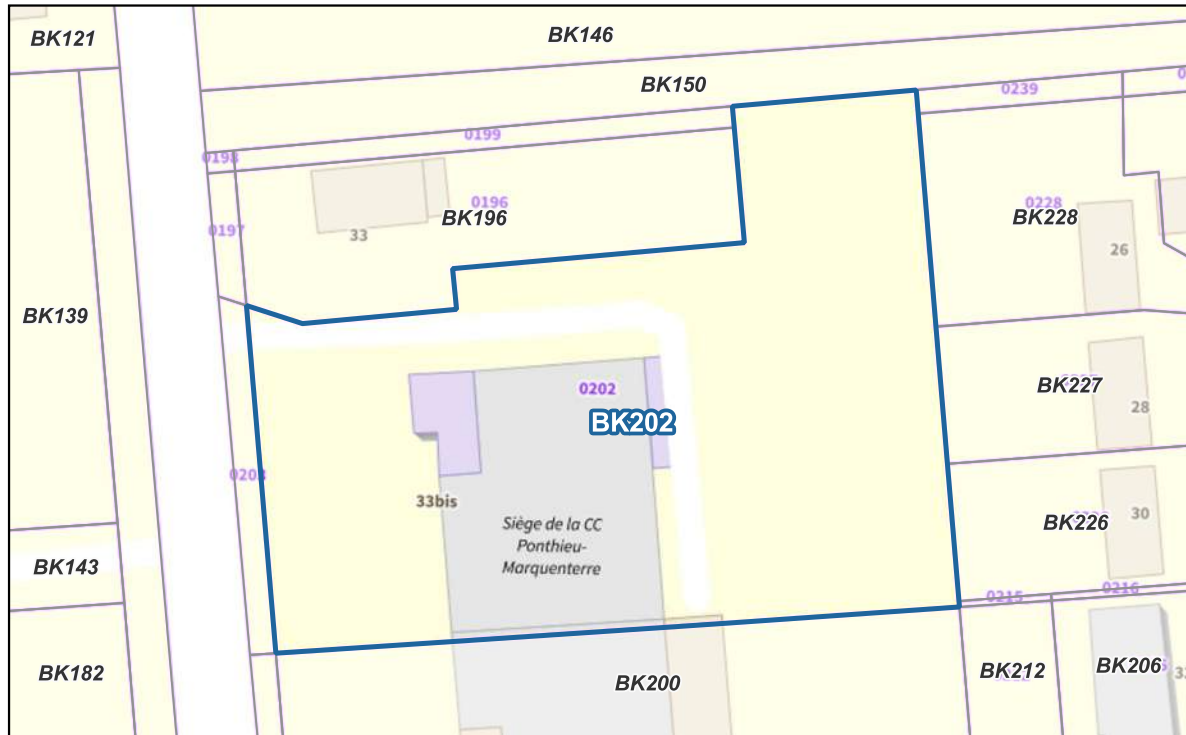 BK121
BK146
BK150
0239
0199
0198
0196
BK196
33
0197
0228
BK228
26
BK139
0202
BK202
BK227
28
0203
33bis
Siège de la CC
Ponthieu-
Marquenterre
BK226
30
BK143
0215
0216
BK182
BK200
BK212
BK206